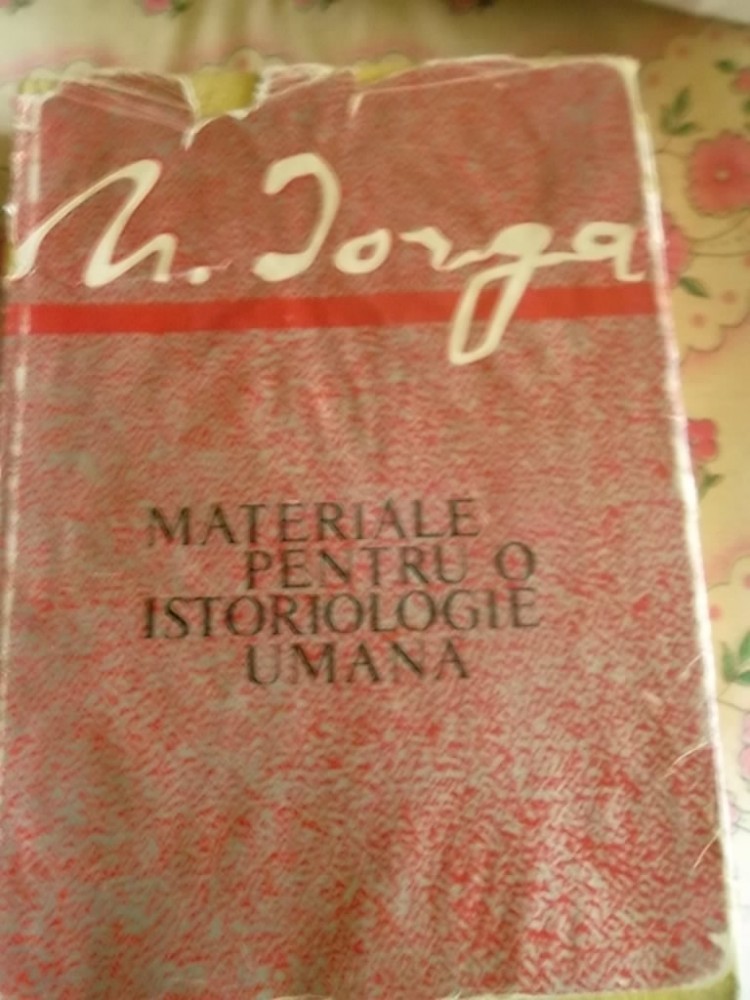 N. Iorga
MATERIALE
PENTRU O
ISTORIOLOGIE
UMANA